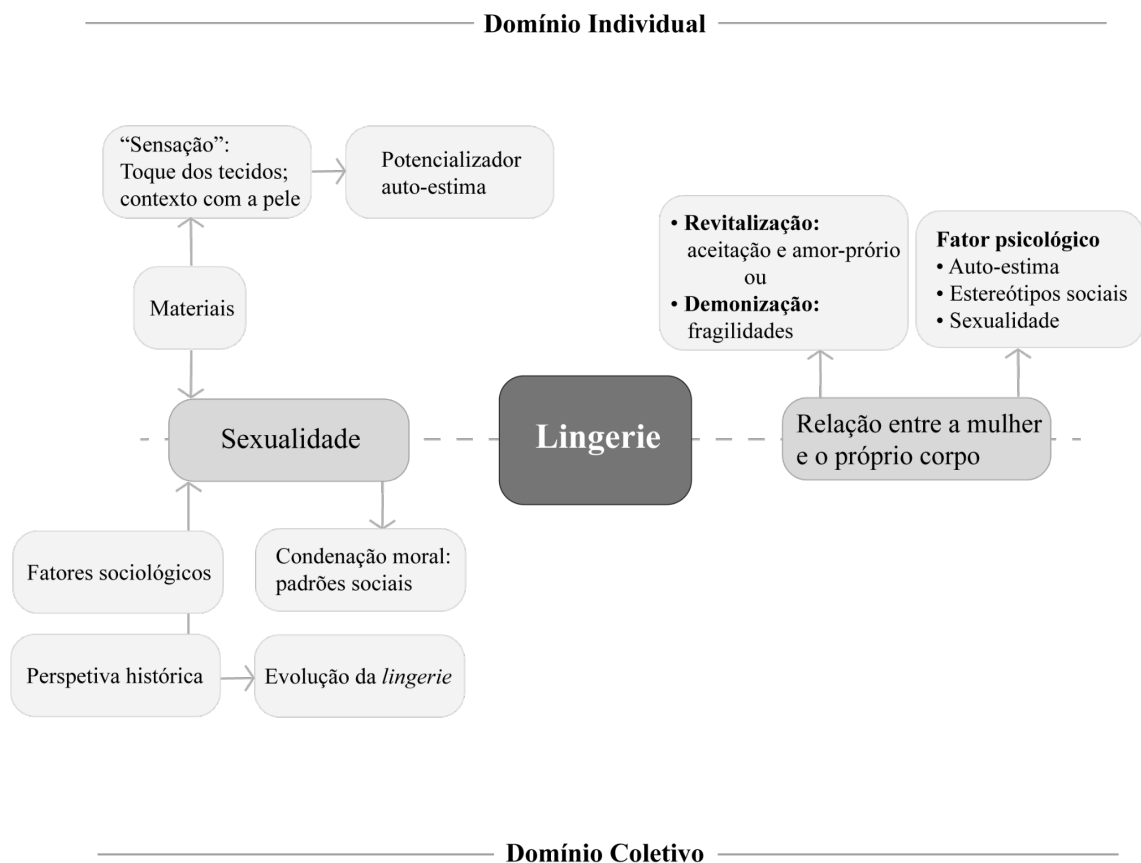 Domínio Individual
“Sensação”:
Toque dos tecidos;
contexto com a pele
Potencializador
auto-estima
Materiais
• Revitalização:
aceitação e amor-prório
ou
• Demonização:
fragilidades
Fator psicológico
• Auto-estima
• Estereótipos sociais
• Sexualidade
Sexualidade
Lingerie
Relação entre a mulher
e o próprio corpo
Fatores sociológicos
Condenação moral:
padrões sociais
Perspetiva histórica
Evolução da lingerie
Domínio Coletivo